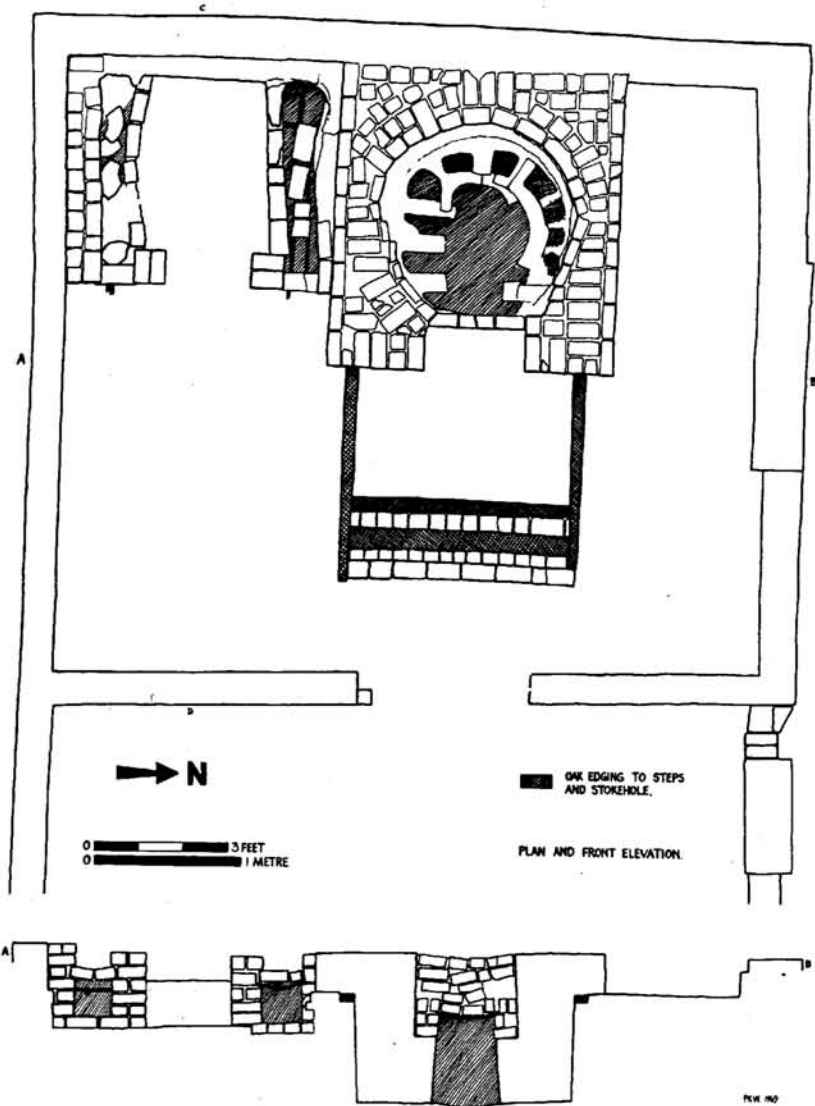 C
A
B
D
N
OAK EDGING TO STEPS
AND STOKEHOLE.
0 3 FEET
0 1 METRE
PLAN AND FRONT ELEVATION.
A
B